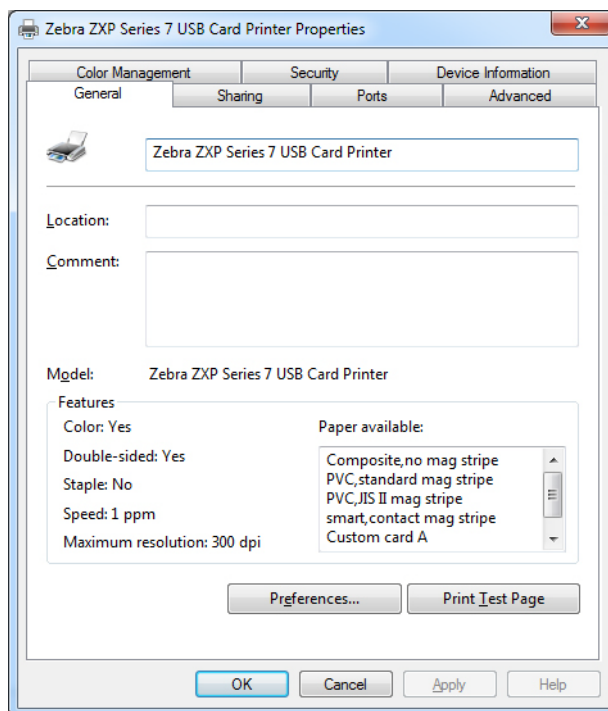 Zebra ZXP Series 7 USB Card Printer Properties
Color Management Security Device Information
General Sharing Ports Advanced
Zebra ZXP Series 7 USB Card Printer
Location:
Comment:
Model: Zebra ZXP Series 7 USB Card Printer
Features
Color: Yes Paper available:
Double-sided: Yes Composite,no mag stripe
PVC,standard mag stripe
Staple: No PVC,JIS II mag stripe
Speed: 1 ppm smart,contact mag stripe
Maximum resolution: 300 dpi Custom card A
Preferences... Print Test Page
OK Cancel Apply Help